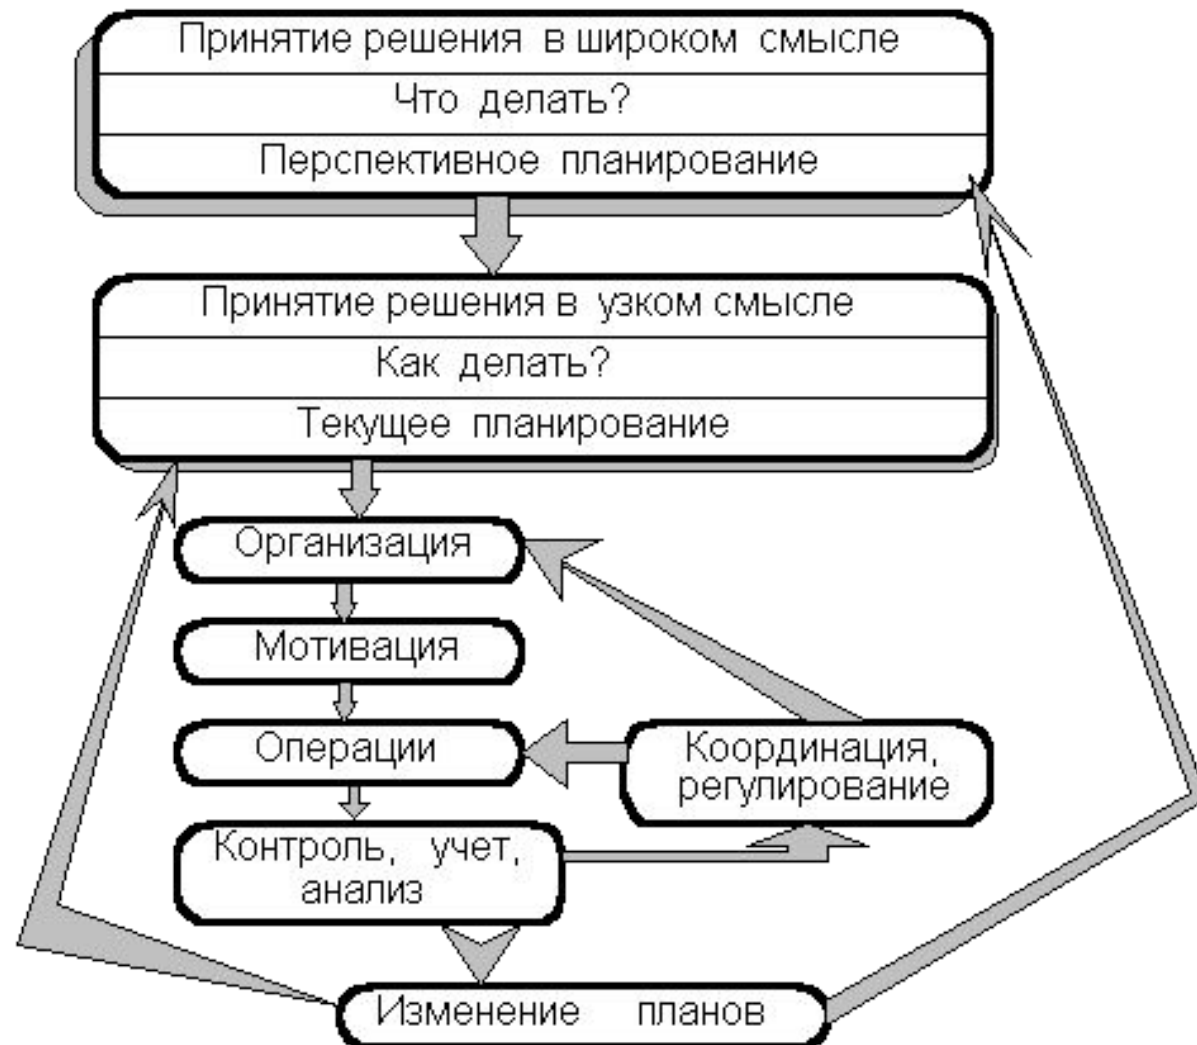 Принятие решения в широком смысле
Что делать?
Перспективное планирование
Принятие решения в узком смысле
Как делать?
Текущее планирование
Организация
Мотивация
Операции
Координация,
регулирование
Контроль, учет,
анализ
Изменение планов